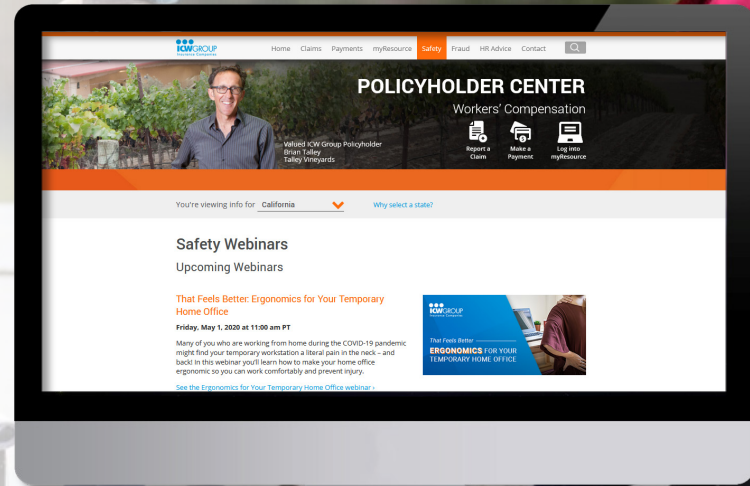 ICWGROUP
Insurance Companies
Home Claims Payments myResource Safety Fraud HR Advice Contact
POLICYHOLDER CENTER
Workers' Compensation
Valued ICW Group Policyholder
Brian Talley
Talley Vineyards
Report a
Claim
Make a
Payment
Log into
myResource
You're viewing info for California
Why select a state?
Safety Webinars
Upcoming Webinars
That Feels Better: Ergonomics for Your Temporary
Home Office
Friday, May 1, 2020 at 11:00 am PT
Many of you who are working from home during the COVID-19 pandemic
might find your temporary workstation a literal pain in the neck – and
back! In this webinar you'll learn how to make your home office
ergonomic so you can work comfortably and prevent injury.
See the Ergonomics for Your Temporary Home Office webinar ›
ICWGROUP
Insurance Companies
That Feels Better
ERGONOMICS FOR YOUR
TEMPORARY HOME OFFICE